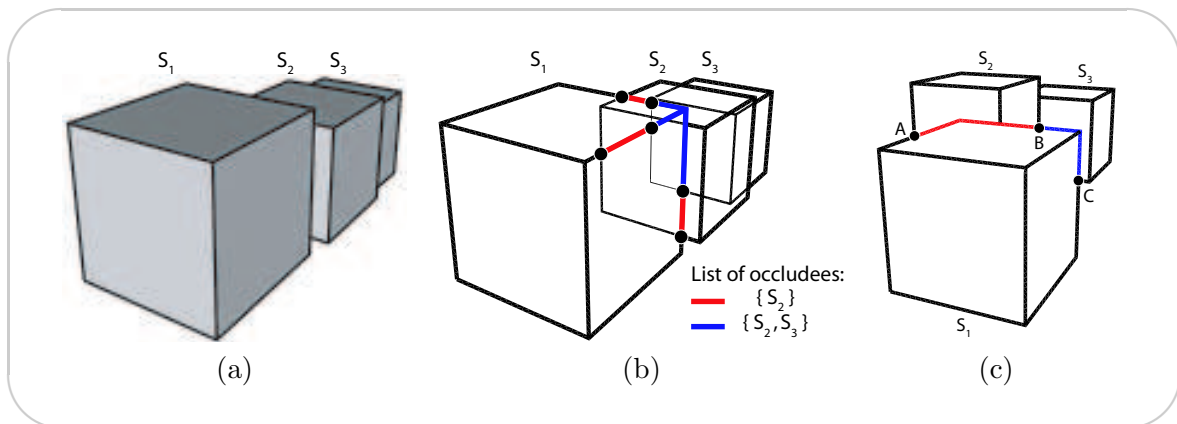 S1
S2 S3
S1
S2 S3
List of occludees:
{ S2 }
{ S2 , S3 }
S2
S3
A
B
C
S1
(a)
(b)
(c)